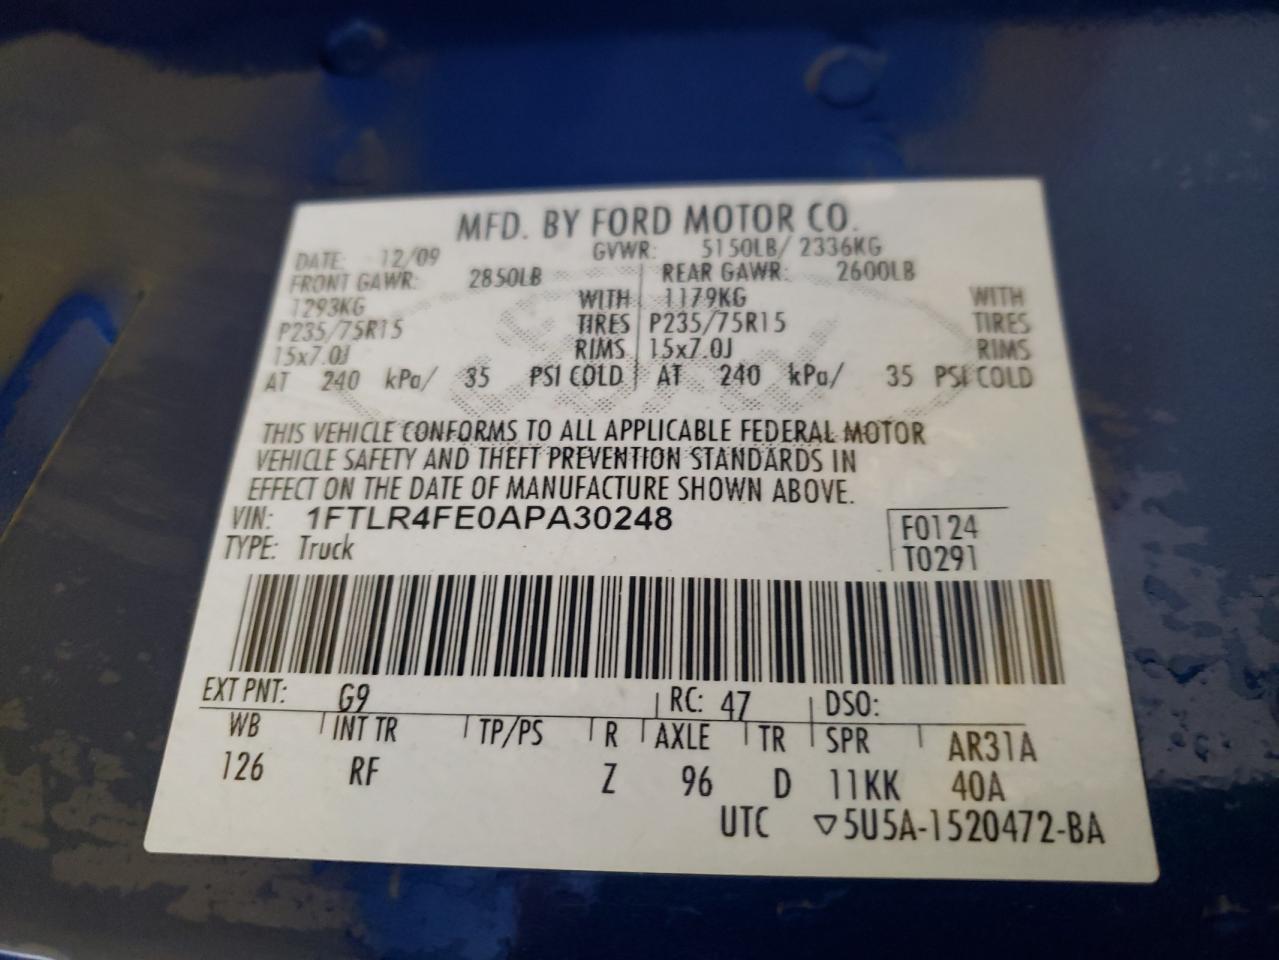 MFD. BY FORD MOTOR CO.
DATE: 12/09 GVWR: 5150LB/ 2336KG
FRONT GAWR: 2850LB REAR GAWR: 2600LB
1293KG WITH 1179KG WITH
P235/75R15 TIRES P235/75R15 TIRES
15x7.0J RIMS 15x7.0J RIMS
AT 240 kPa/ 35 PSI COLD AT 240 kPa/ 35 PSI COLD
THIS VEHICLE CONFORMS TO ALL APPLICABLE FEDERAL MOTOR
VEHICLE SAFETY AND THEFT PREVENTION STANDARDS IN
EFFECT ON THE DATE OF MANUFACTURE SHOWN ABOVE.
VIN: 1FTLR4FE0APA30248 F0124
TYPE: Truck T0291
EXT PNT: G9 RC: 47 DSO:
WB INT TR TP/PS R AXLE TR SPR AR31A
126 RF Z 96 D 11KK 40A
UTC ▽5U5A-1520472-BA